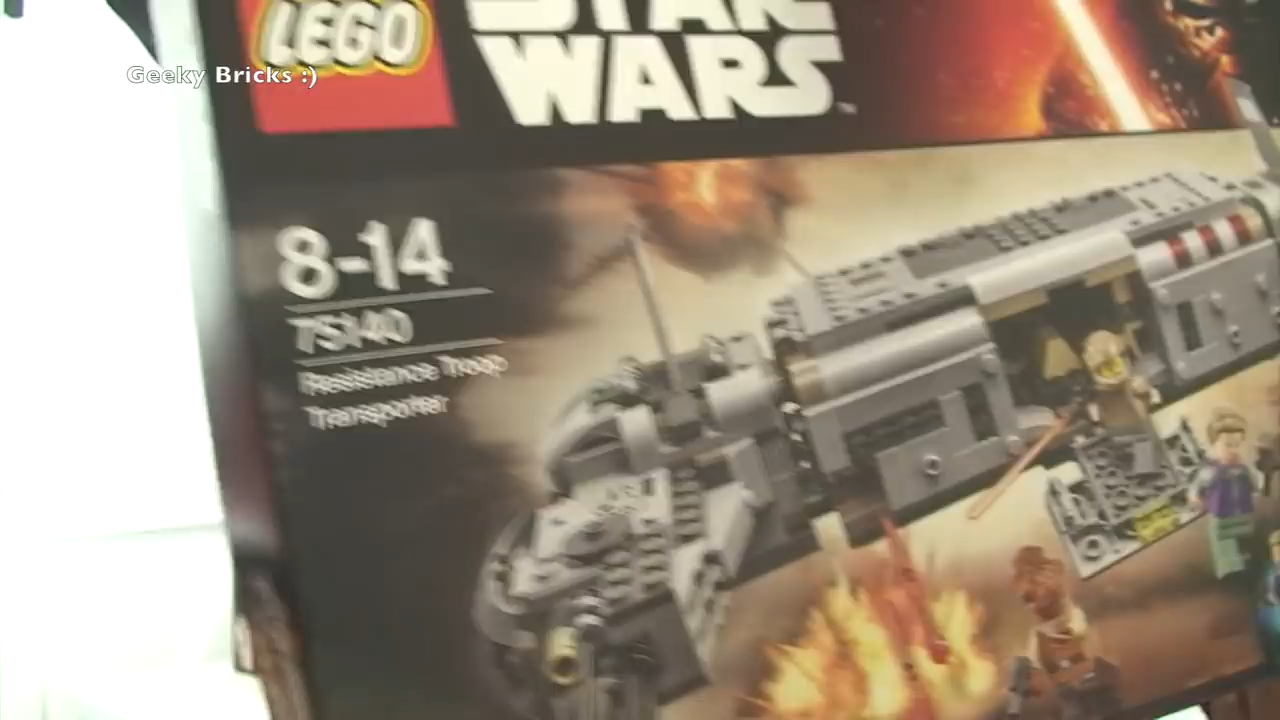 LEGO
STAR
WARS
Geeky Bricks :)
8-14
75140
Resistance Troop
Transporter